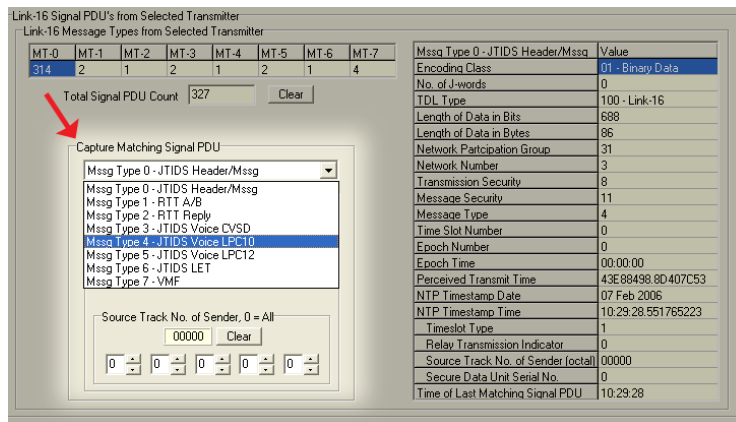 Link-16 Signal PDU's from Selected Transmitter
Link-16 Message Types from Selected Transmitter
MT-0 MT-1 MT-2 MT-3 MT-4 MT-5 MT-6 MT-7
314 2 1 2 1 2 1 4
Total Signal PDU Count 327 Clear
Capture Matching Signal PDU
Mssg Type 0 - JTIDS Header/Mssg
Mssg Type 0 - JTIDS Header/Mssg
Mssg Type 1 - RTT A/B
Mssg Type 2 - RTT Reply
Mssg Type 3 - JTIDS Voice CVSD
Mssg Type 4 - JTIDS Voice LPC10
Mssg Type 5 - JTIDS Voice LPC12
Mssg Type 6 - JTIDS LET
Mssg Type 7 - VMF
Source Track No. of Sender, 0 = All
00000 Clear
0 0 0 0 0
Mssg Type 0 - JTIDS Header/Mssg Value
Encoding Class 01 - Binary Data
No. of J-words 0
TDL Type 100 - Link-16
Length of Data in Bits 688
Length of Data in Bytes 86
Network Partcipation Group 31
Network Number 3
Transmission Security 8
Message Security 11
Message Type 4
Time Slot Number 0
Epoch Number 0
Epoch Time 00:00:00
Perceived Transmit Time 43E88498.8D407C53
NTP Timestamp Date 07 Feb 2006
NTP Timestamp Time 10:29:28.551765223
Timeslot Type 1
Relay Transmission Indicator 0
Source Track No. of Sender (octal) 00000
Secure Data Unit Serial No. 0
Time of Last Matching Signal PDU 10:29:28